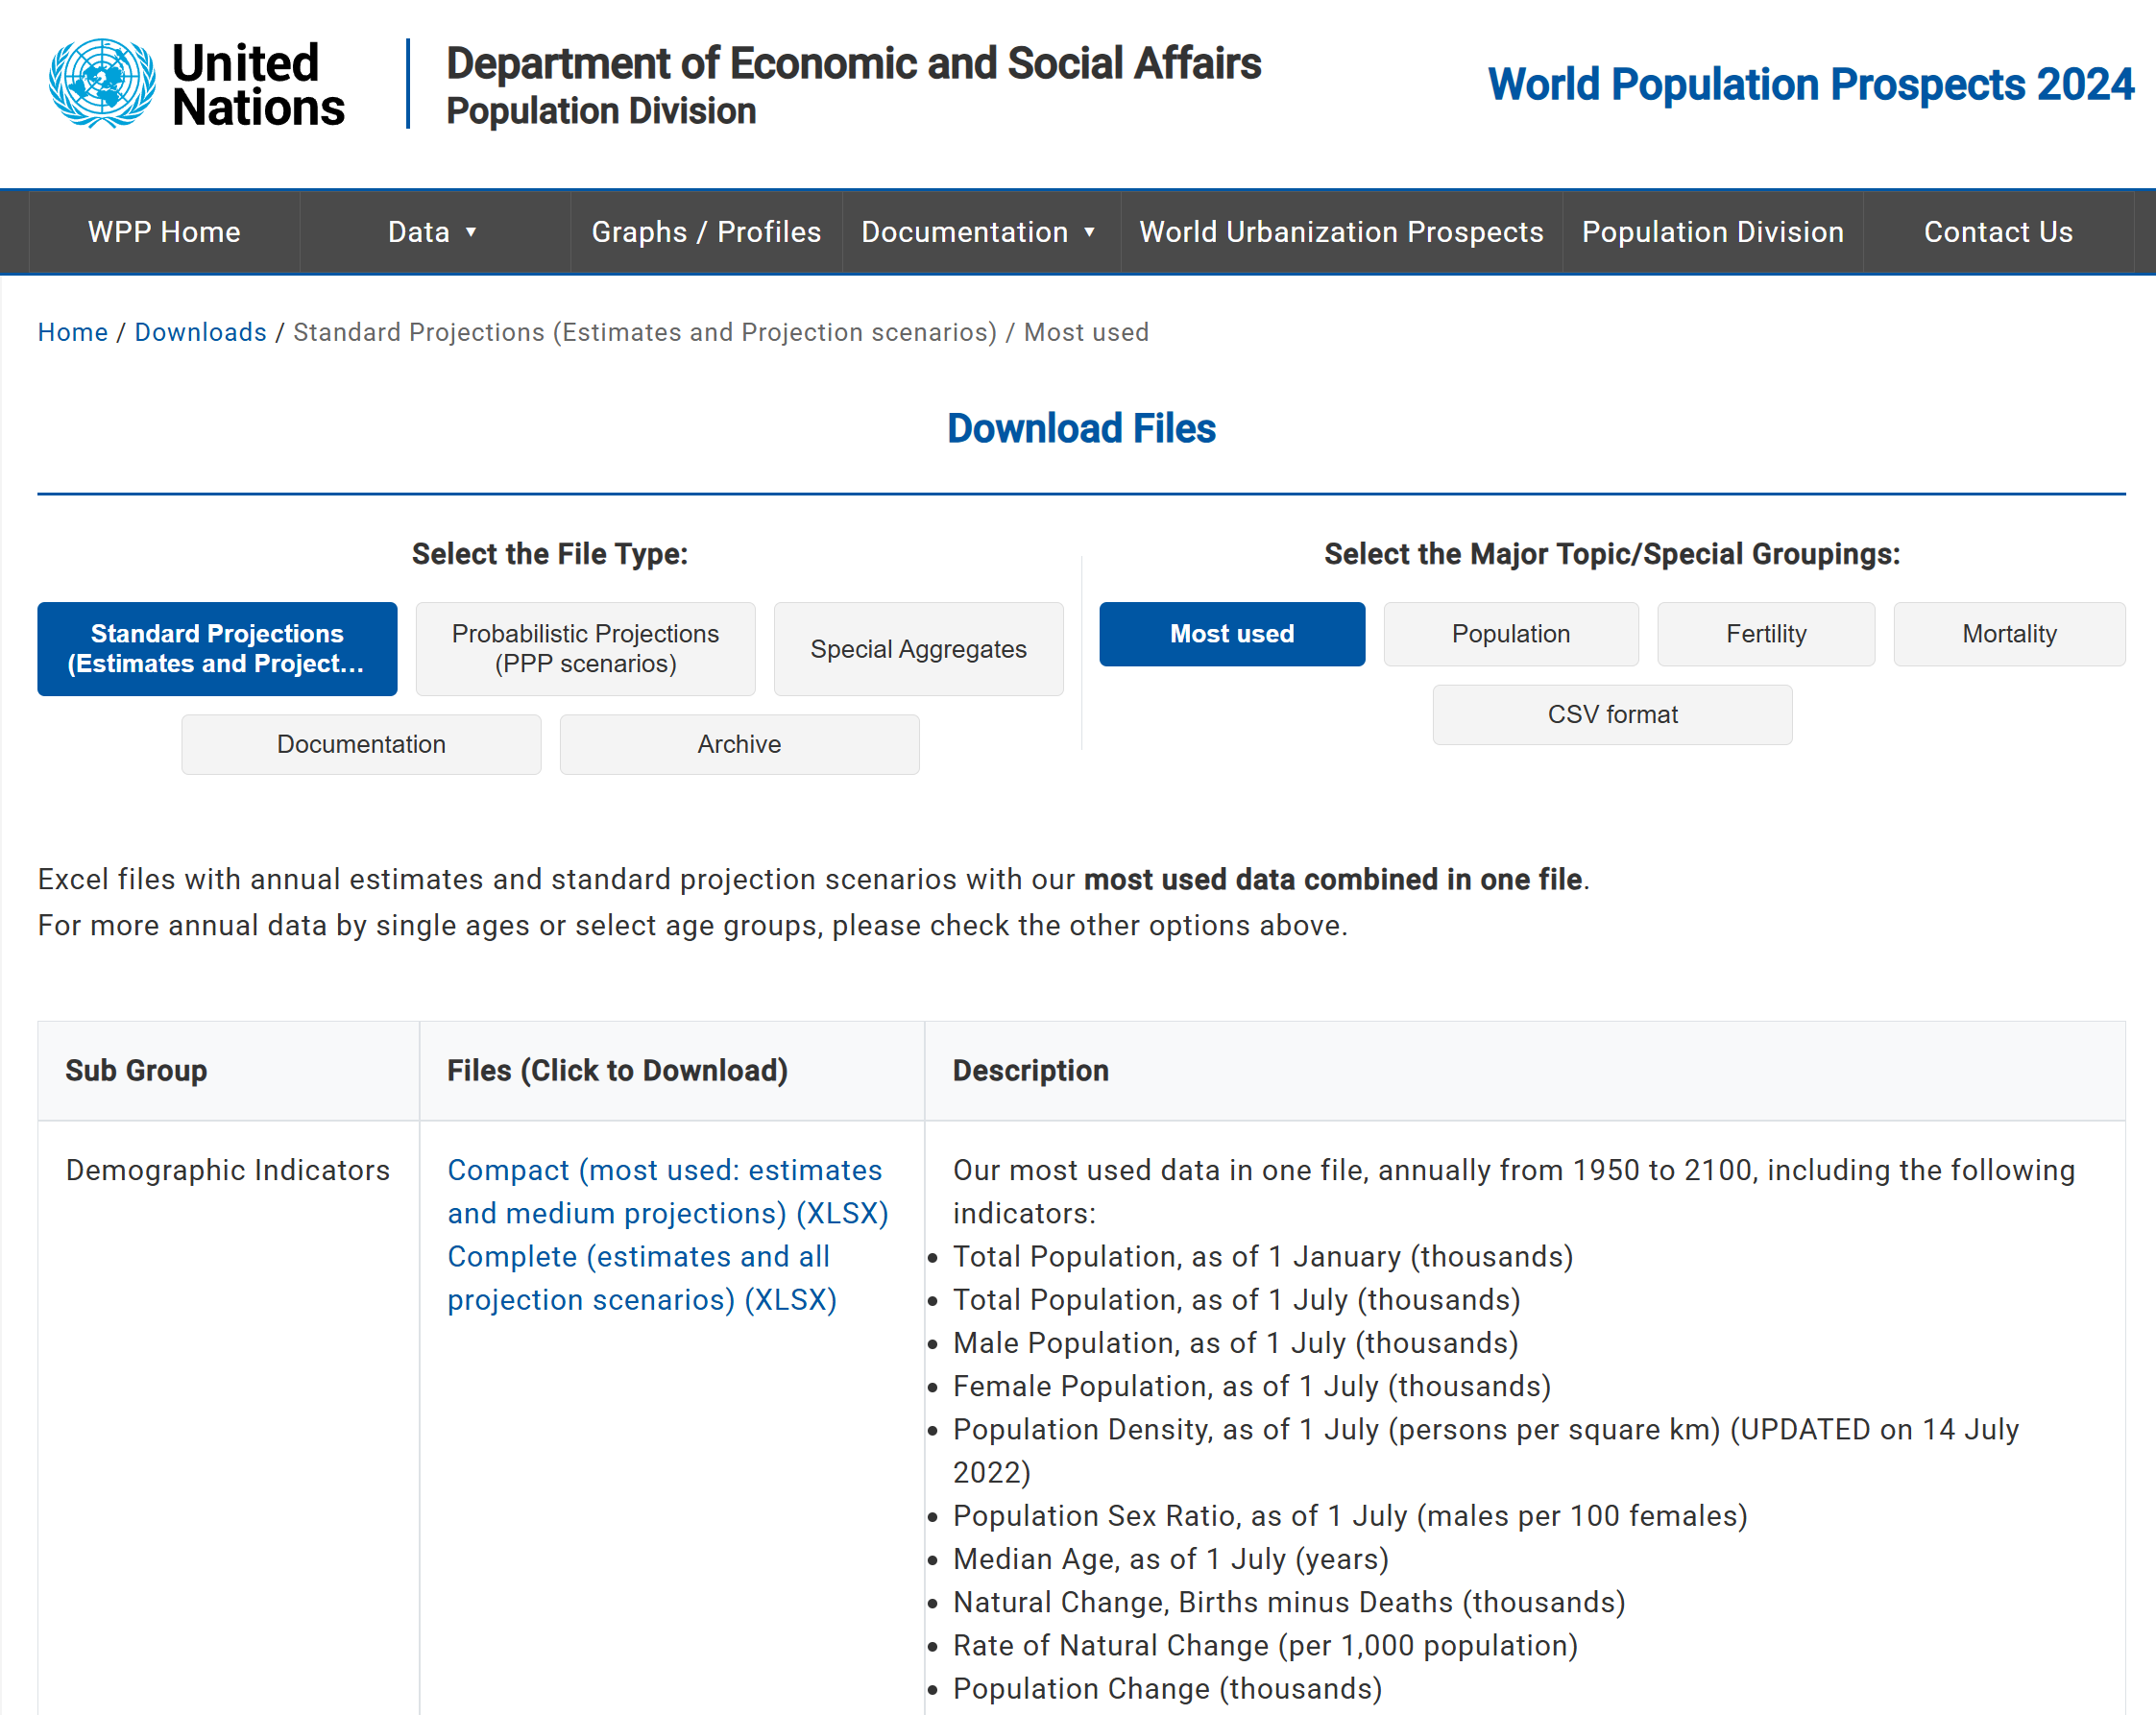 United
Nations
Department of Economic and Social Affairs
Population Division
World Population Prospects 2024
WPP Home
Data ▼
Graphs / Profiles
Documentation ▼
World Urbanization Prospects
Population Division
Contact Us
Home / Downloads / Standard Projections (Estimates and Projection scenarios) / Most used
Download Files
Select the File Type:
Standard Projections
(Estimates and Project...
Probabilistic Projections
(PPP scenarios)
Special Aggregates
Documentation
Archive
Select the Major Topic/Special Groupings:
Most used
Population
Fertility
Mortality
CSV format
Excel files with annual estimates and standard projection scenarios with our most used data combined in one file.
For more annual data by single ages or select age groups, please check the other options above.
Sub Group
Files (Click to Download)
Description
Demographic Indicators
Compact (most used: estimates
and medium projections) (XLSX)
Complete (estimates and all
projection scenarios) (XLSX)
Our most used data in one file, annually from 1950 to 2100, including the following
indicators:
• Total Population, as of 1 January (thousands)
• Total Population, as of 1 July (thousands)
• Male Population, as of 1 July (thousands)
• Female Population, as of 1 July (thousands)
• Population Density, as of 1 July (persons per square km) (UPDATED on 14 July
2022)
• Population Sex Ratio, as of 1 July (males per 100 females)
• Median Age, as of 1 July (years)
• Natural Change, Births minus Deaths (thousands)
• Rate of Natural Change (per 1,000 population)
• Population Change (thousands)